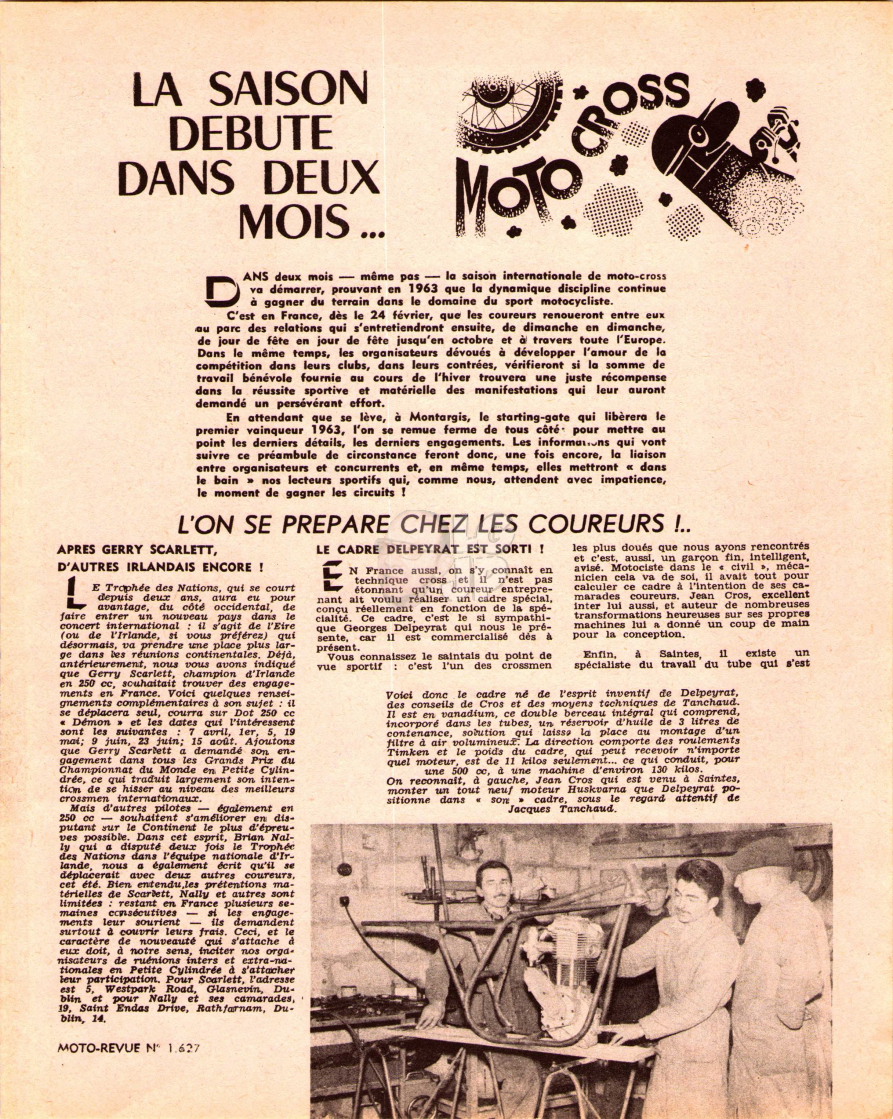 LA SAISON
DEBUTE
DANS DEUX
MOIS...
MOTO CROSS
DANS deux mois — même pas — la saison internationale de moto-cross
va démarrer, prouvant en 1963 que la dynamique discipline continue
à gagner du terrain dans le domaine du sport motocycliste.
C'est en France, dès le 24 février, que les coureurs renoueront entre eux
au parc des relations qui s'entretiendront ensuite, de dimanche en dimanche,
de jour de fête en jour de fête jusqu'en octobre et à travers toute l'Europe.
Dans le même temps, les organisateurs dévoués à développer l'amour de la
compétition dans leurs clubs, dans leurs contrées, vérifieront si la somme de
travail bénévole fournie au cours de l'hiver trouvera une juste récompense
dans la réussite sportive et matérielle des manifestations qui leur auront
demandé un persévérant effort.
En attendant que se lève, à Montargis, le starting-gate qui libèrera le
premier vainqueur 1963, l'on se remue ferme de tous côté pour mettre au
point les derniers détails, les derniers engagements. Les informations qui vont
suivre ce préambule de circonstance feront donc, une fois encore, la liaison
entre organisateurs et concurrents et, en même temps, elles mettront « dans
le bain » nos lecteurs sportifs qui, comme nous, attendent avec impatience,
le moment de gagner les circuits !
L'ON SE PREPARE CHEZ LES COUREURS !..
APRES GERRY SCARLETT,
D'AUTRES IRLANDAIS ENCORE !
LE Trophée des Nations, qui se court
depuis deux ans, aura eu pour
avantage, du côté occidental, de
faire entrer un nouveau pays dans le
concert international : il s'agit de l'Eire
(ou de l'Irlande, si vous préférez) qui
désormais, va prendre une place plus lar-
ge dans les réunions continentales. Déjà,
antérieurement, nous vous avons indiqué
que Gerry Scarlett, champion d'Irlande
en 250 cc, souhaitait trouver des engage-
ments en France. Voici quelques rensei-
gnements complémentaires à son sujet : il
se déplacera seul, courra sur Dot 250 cc
« Démon » et les dates qui l'intéressent
sont les suivantes : 7 avril, 1er, 5, 19
mai; 9 juin, 23 juin; 15 août. Ajoutons
que Gerry Scarlett a demandé son en-
gagement dans tous les Grands Prix du
Championnat du Monde en Petite Cylin-
drée, ce qui traduit largement son inten-
tion de se hisser au niveau des meilleurs
crossmen internationaux.
Mais d'autres pilotes — également en
250 cc — souhaitent s'améliorer en dis-
putant sur le Continent le plus d'épreu-
ves possible. Dans cet esprit, Brian Nal-
ly qui a disputé deux fois le Trophée
des Nations dans l'équipe nationale d'Ir-
lande, nous a également écrit qu'il se
déplacerait avec deux autres coureurs,
cet été. Bien entendu,les prétentions ma-
térielles de Scarlett, Nally et autres sont
limitées : restant en France plusieurs se-
maines consécutives — si les engage-
ments leur sourient — ils demandent
surtout à couvrir leurs frais. Ceci, et le
caractère de nouveauté qui s'attache à
eux doit, à notre sens, inciter nos orga-
nisateurs de ruénions inters et extra-na-
tionales en Petite Cylindrée à s'attacher
leur participation. Pour Scarlett, l'adresse
est 5, Westpark Road, Glasnevin, Du-
blin et pour Nally et ses camarades,
19, Saint Endas Drive, Rathfarnam, Du-
blin, 14.
LE CADRE DELPEYRAT EST SORTI !
EN France aussi, on s'y connaît en
technique cross et il n'est pas
étonnant qu'un coureur entrepre-
nant ait voulu réaliser un cadre spécial,
conçu réellement en fonction de la spé-
cialité. Ce cadre, c'est le sympathi-
que Georges Delpeyrat qui nous le pré-
sente, car il est commercialisé dès à
présent.
Vous connaissez le saintais du point de
vue sportif : c'est l'un des crossmen
les plus doués que nous ayons rencontrés
et c'est, aussi, un garçon fin, intelligent,
avisé. Motociste dans le « civil », méca-
nicien cela va de soi, il avait tout pour
calculer ce cadre à l'intention de ses ca-
marades coureurs. Jean Cros, excellent
inter lui aussi, et auteur de nombreuses
transformations heureuses sur ses propres
machines lui a donné un coup de main
pour la conception.
Enfin, à Saintes, il existe un
spécialiste du travail du tube qui s'est
Voici donc le cadre né de l'esprit inventif de Delpeyrat,
des conseils de Cros et des moyens techniques de Tanchaud.
Il est en vanadium, ce double berceau intégral qui comprend,
incorporé dans les tubes, un réservoir d'huile de 3 litres de
contenance, solution qui laisse la place au montage d'un
filtre à air volumineux. La direction comporte des roulements
Timken et le poids du cadre, qui peut recevoir n'importe
quel moteur, est de 11 kilos seulement... ce qui conduit, pour
une 500 cc, à une machine d'environ 130 kilos.
On reconnaît, à gauche, Jean Cros qui est venu à Saintes,
monter un tout neuf moteur Huskvarna que Delpeyrat po-
sitionne dans « son » cadre, sous le regard attentif de
Jacques Tanchaud.
MOTO-REVUE N° 1.627